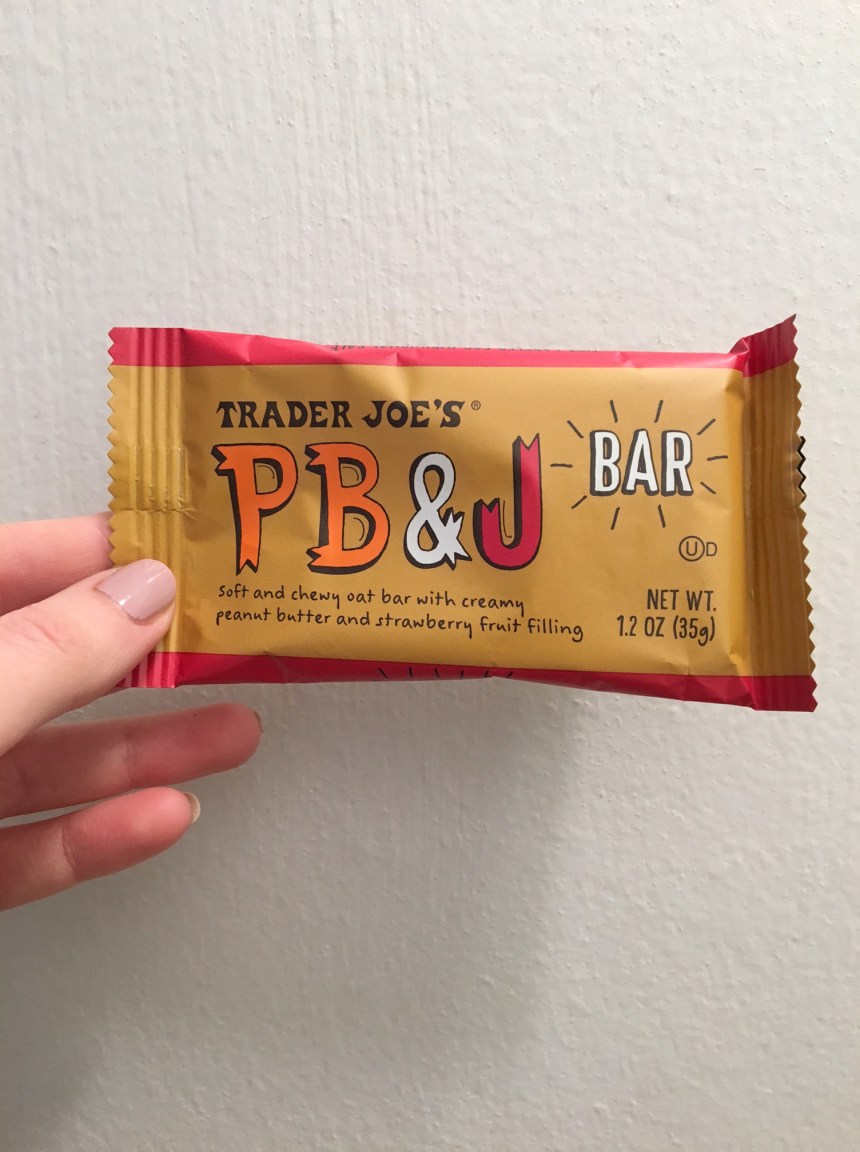 TRADER JOE'S®
PB&J BAR
Soft and chewy oat bar with creamy
peanut butter and strawberry fruit filling
Ⓤ D
NET WT.
1.2 OZ (35g)